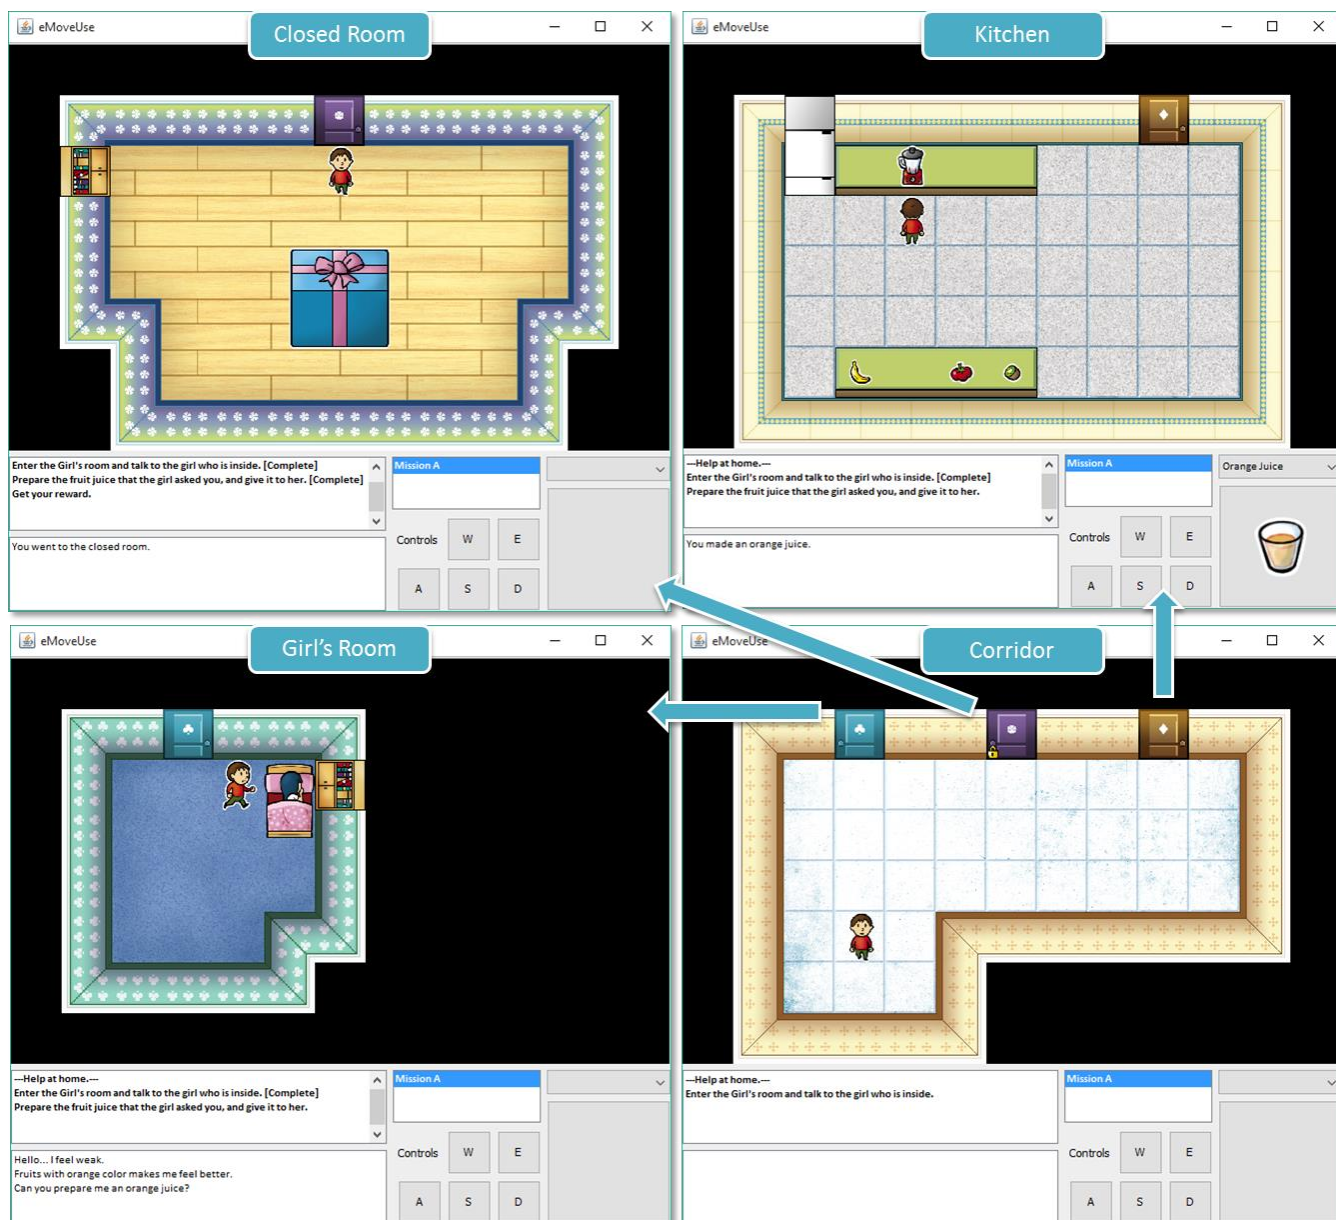 eMoveUse
Closed Room
Enter the Girl's room and talk to the girl who is inside. [Complete]
Prepare the fruit juice that the girl asked you, and give it to her. [Complete]
Get your reward.
Mission A
You went to the closed room.
Controls
W
E
A
S
D
eMoveUse
Kitchen
---Help at home.---
Enter the Girl's room and talk to the girl who is inside. [Complete]
Prepare the fruit juice that the girl asked you, and give it to her.
Mission A
Orange Juice
You made an orange juice.
Controls
W
E
A
S
D
eMoveUse
Girl's Room
---Help at home.---
Enter the Girl's room and talk to the girl who is inside. [Complete]
Prepare the fruit juice that the girl asked you, and give it to her.
Mission A
Hello... I feel weak.
Fruits with orange color makes me feel better.
Can you prepare me an orange juice?
Controls
W
E
A
S
D
eMoveUse
Corridor
---Help at home.---
Enter the Girl's room and talk to the girl who is inside.
Mission A
Controls
W
E
A
S
D